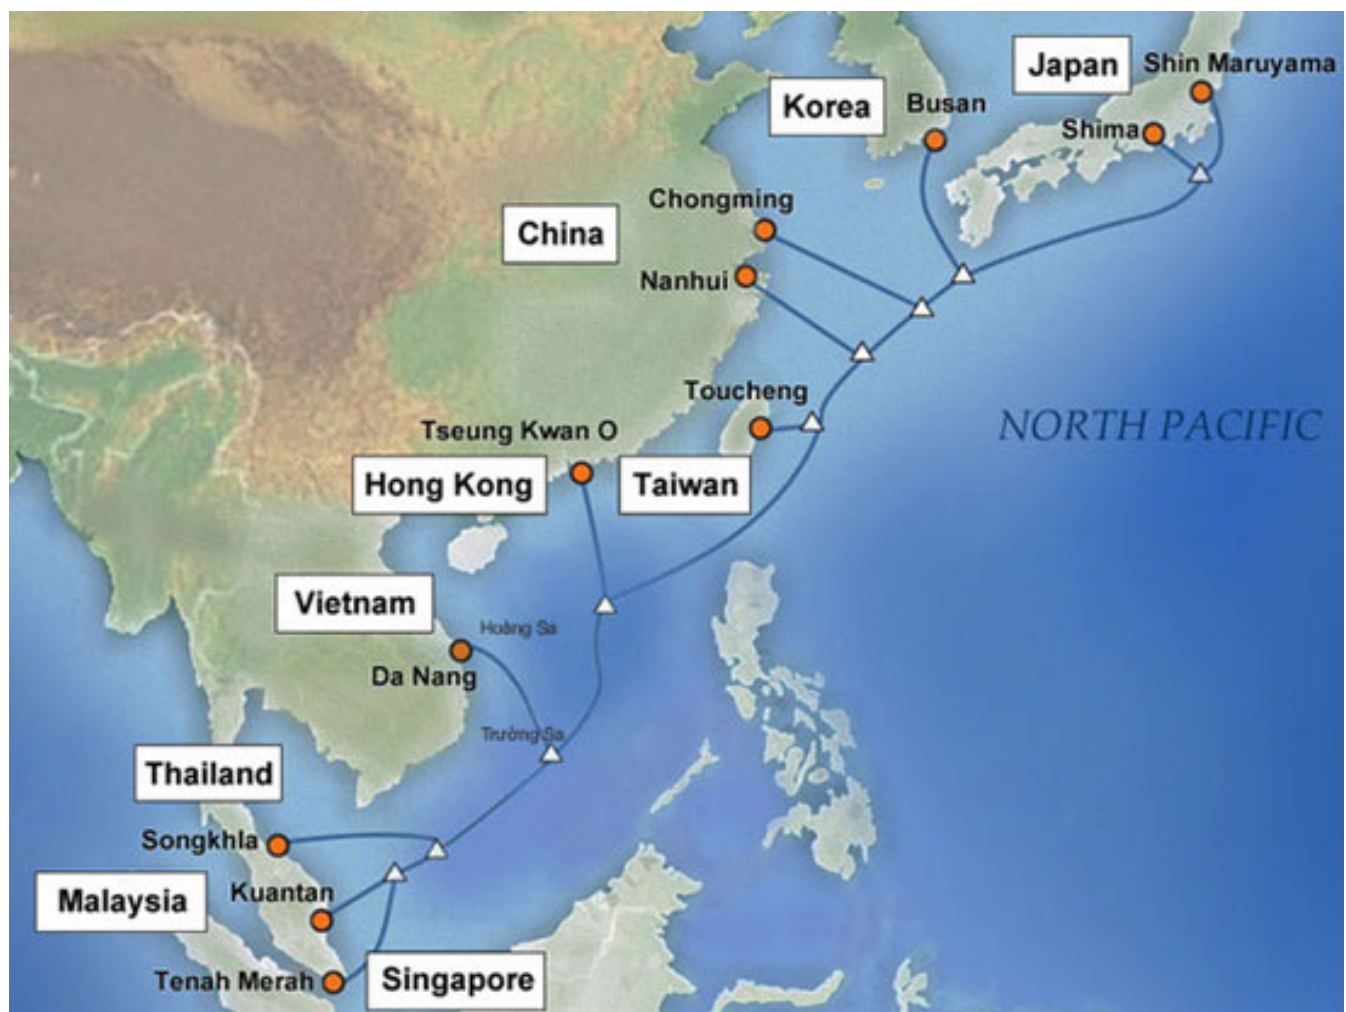 Japan
Shin Maruyama
Korea
Busan
Shima
Chongming
China
Nanhui
Toucheng
NORTH PACIFIC
Tseung Kwan O
Hong Kong
Taiwan
Vietnam
Hoàng Sa
Da Nang
Trường Sa
Thailand
Songkhla
Kuantan
Malaysia
Tenah Merah
Singapore